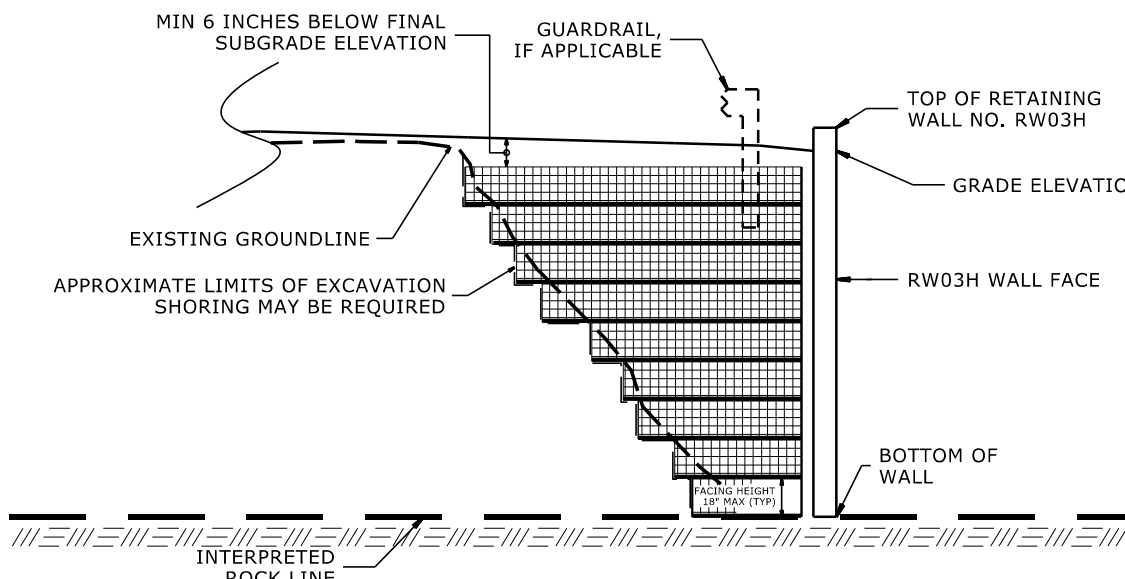 MIN 6 INCHES BELOW FINAL
SUBGRADE ELEVATION
GUARDRAIL,
IF APPLICABLE
TOP OF RETAINING
WALL NO. RW03H
GRADE ELEVATIO
EXISTING GROUNDLINE
APPROXIMATE LIMITS OF EXCAVATION
SHORING MAY BE REQUIRED
RW03H WALL FACE
BOTTOM OF
WALL
FACING HEIGHT
18" MAX (TYP)
INTERPRETED
ROCK LINE